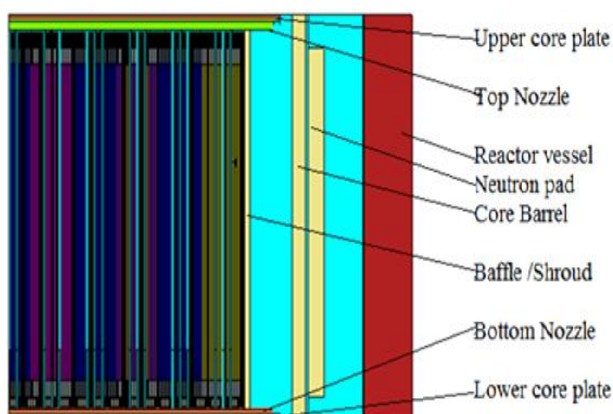 Upper core plate
Top Nozzle
Reactor vessel
Neutron pad
Core Barrel
Baffle /Shroud
Bottom Nozzle
Lower core plate